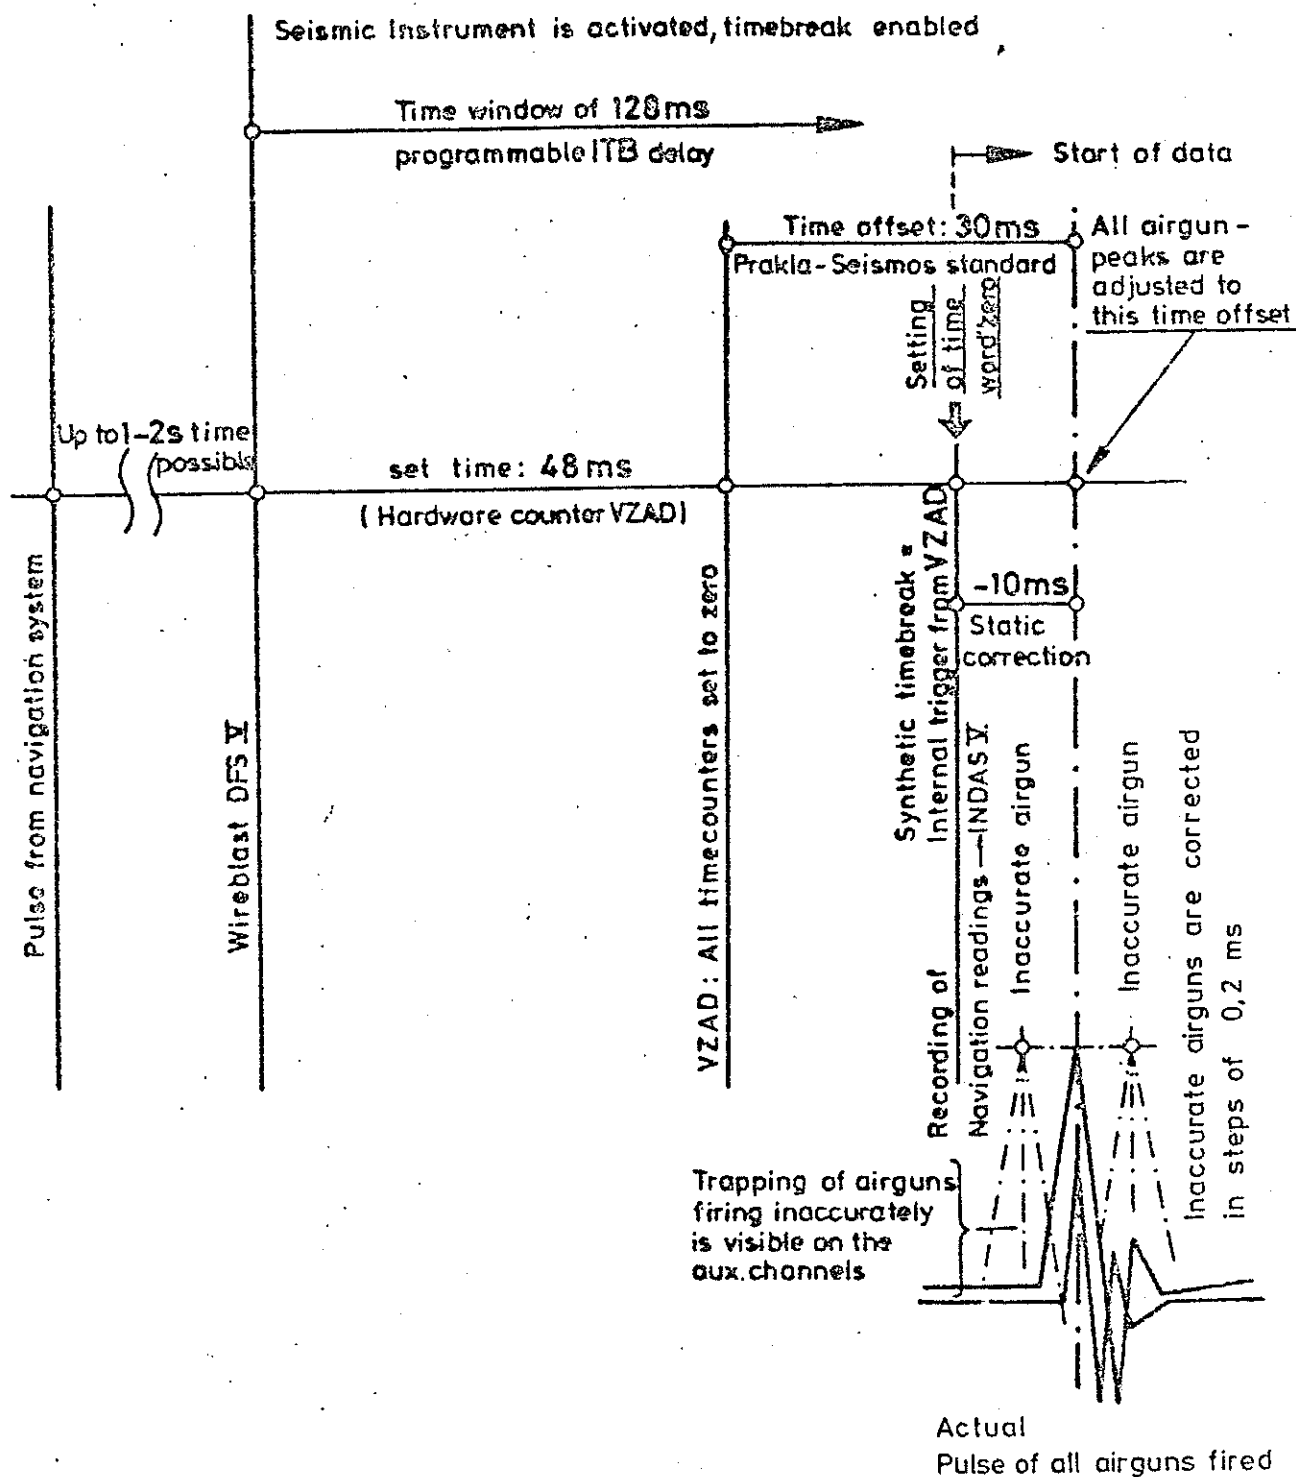 Seismic Instrument is activated, timebreak enabled
Time window of 128ms
programmable ITB delay
Start of data
Time offset: 30ms
Prakla-Seismos standard
All airgun-
peaks are
adjusted to
this time offset
Setting
of time
word"zero
Up to 1-2s time
possible
set time: 48 ms
(Hardware counter VZAD)
-10ms
Static
correction
Pulse from navigation system
Wireblast DFS V
VZAD: All timecounters set to zero
Synthetic timebreak =
Internal trigger from VZAD
Recording of
Navigation readings—INDAS V
Inaccurate airgun
Inaccurate airgun
Inaccurate airguns are corrected
in steps of 0,2 ms
Trapping of airguns
firing inaccurately
is visible on the
aux.channels
Actual
Pulse of all airguns fired